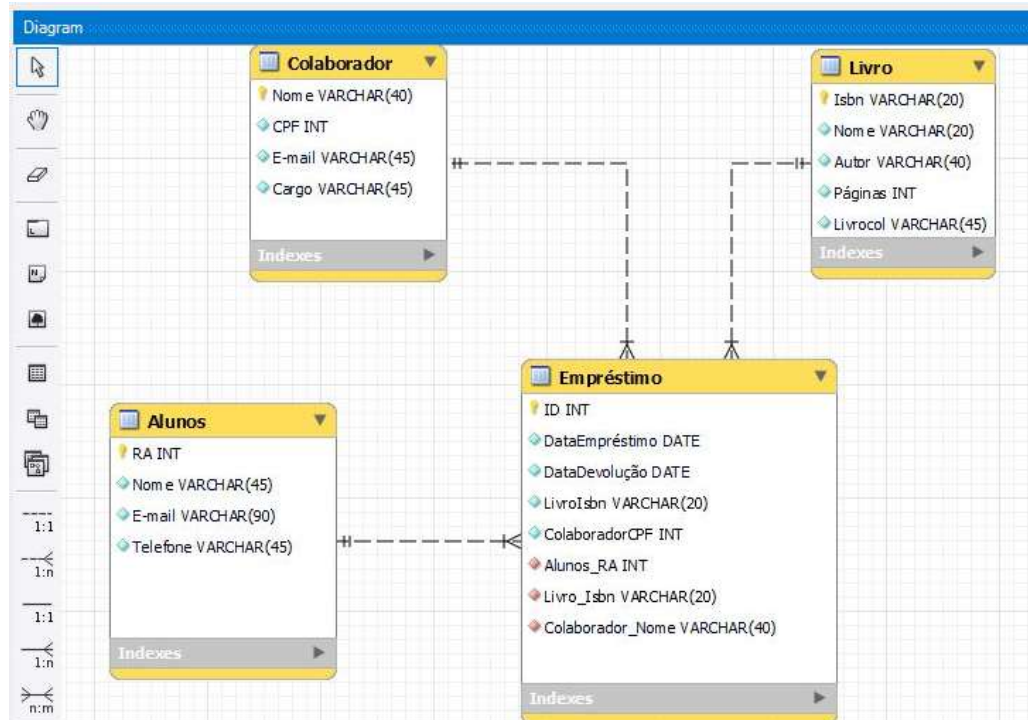 Diagram
Colaborador
Nome VARCHAR(40)
CPF INT
E-mail VARCHAR(45)
Cargo VARCHAR(45)
Indexes
Livro
Isbn VARCHAR(20)
Nome VARCHAR(20)
Autor VARCHAR(40)
Páginas INT
Livrocol VARCHAR(45)
Indexes
Alunos
RA INT
Nome VARCHAR(45)
E-mail VARCHAR(90)
Telefone VARCHAR(45)
Indexes
Empréstimo
ID INT
DataEmpréstimo DATE
DataDevolução DATE
LivroIsbn VARCHAR(20)
ColaboradorCPF INT
Alunos_RA INT
Livro_Isbn VARCHAR(20)
Colaborador_Nome VARCHAR(40)
Indexes
1:1
1:n
1:1
1:n
n:m